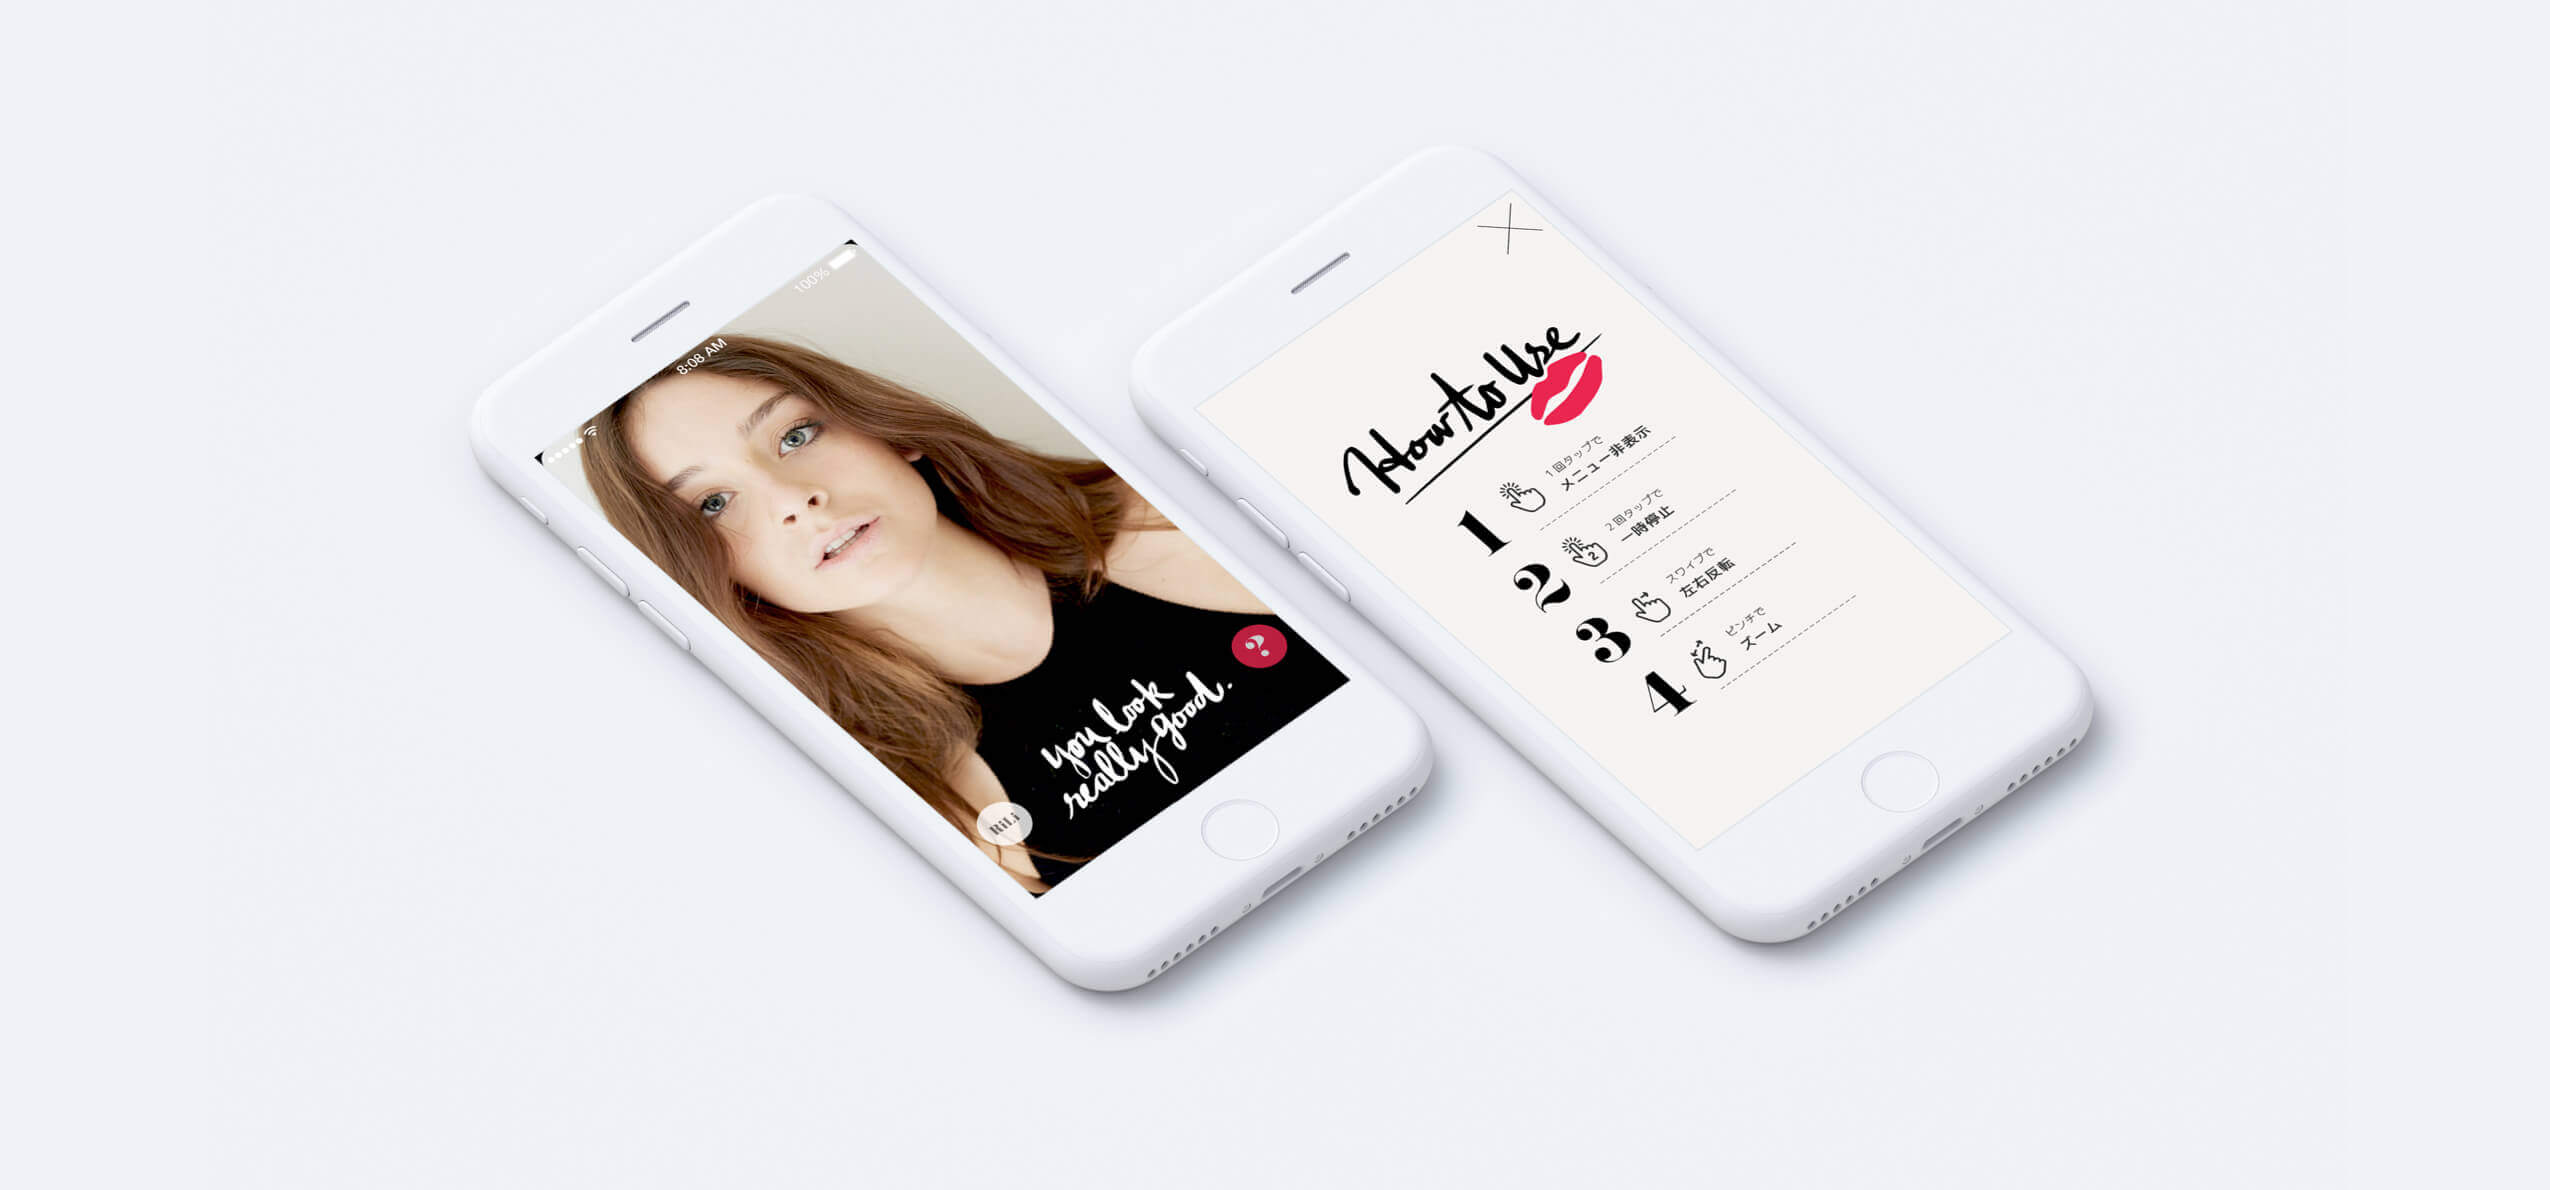 8:08 AM
100%
you look
really good.
?
RiLi
How to Use
1
1回タップで
メニュー非表示
2
2
2回タップで
一時停止
3
スワイプで
左右反転
4
ピンチで
ズーム